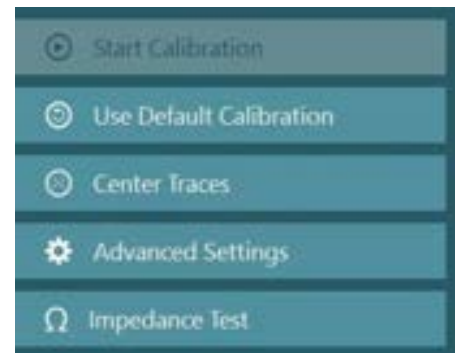 Start Calibration
Use Default Calibration
Center Traces
Advanced Settings
Impedance Test